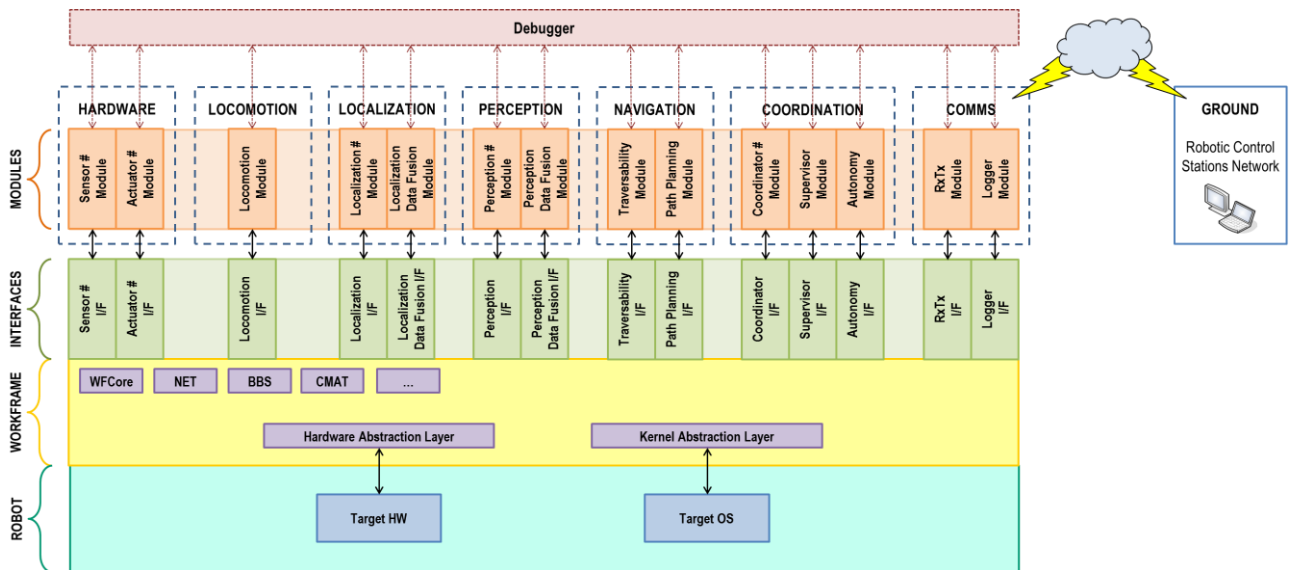 Debugger
HARDWARE
LOCOMOTION
LOCALIZATION
PERCEPTION
NAVIGATION
COORDINATION
COMMS
GROUND
Robotic Control
Stations Network
MODULES
Sensor #
Module
Actuator #
Module
Locomotion
Module
Localization #
Module
Localization
Data Fusion
Module
Perception #
Module
Perception
Data Fusion
Module
Traversability
Module
Path Planning
Module
Coordinator #
Module
Supervisor
Module
Autonomy
Module
RxTx
Module
Logger
Module
INTERFACES
Sensor #
I/F
Actuator #
I/F
Locomotion
I/F
Localization
I/F
Localization
Data Fusion I/F
Perception
I/F
Perception
Data Fusion I/F
Traversability
I/F
Path Planning
I/F
Coordinator
I/F
Supervisor
I/F
Autonomy
I/F
RxTx
I/F
Logger
I/F
WORKFRAME
WFCore
NET
BBS
CMAT
...
Hardware Abstraction Layer
Kernel Abstraction Layer
ROBOT
Target HW
Target OS